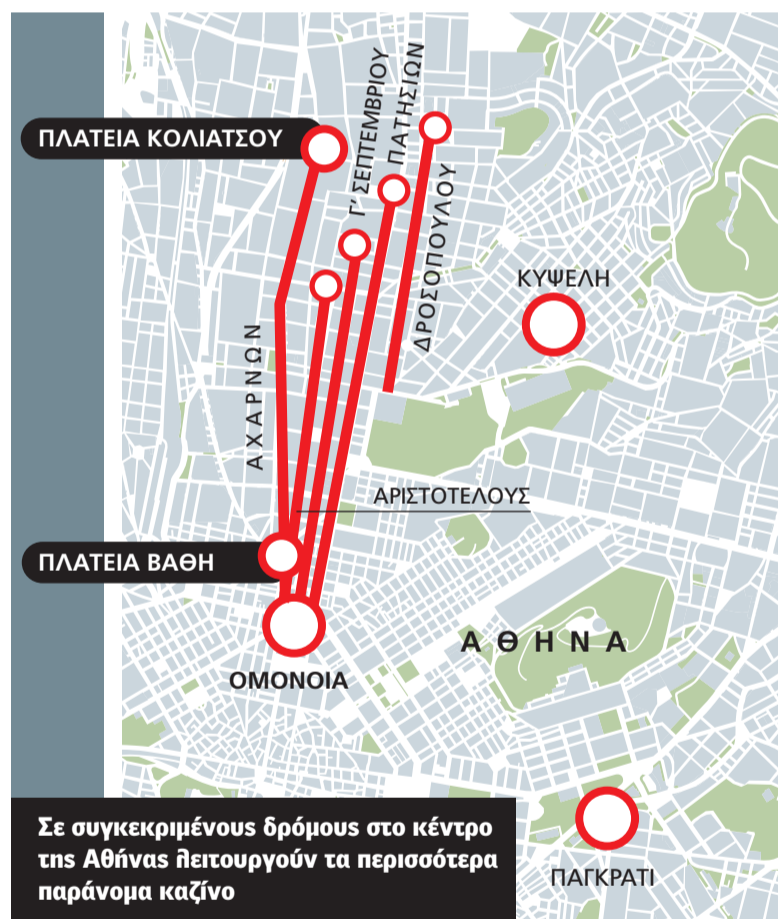 ΠΛΑΤΕΙΑ ΚΟΛΙΑΤΣΟΥ
Γ' ΣΕΠΤΕΜΒΡΙΟΥ
ΠΑΤΗΣΙΩΝ
ΔΡΟΣΟΠΟΥΛΟΥ
ΚΥΨΕΛΗ
ΑΧΑΡΝΩΝ
ΑΡΙΣΤΟΤΕΛΟΥΣ
ΠΛΑΤΕΙΑ ΒΑΘΗ
ΑΘΗΝΑ
ΟΜΟΝΟΙΑ
ΠΑΓΚΡΑΤΙ
Σε συγκεκριμένους δρόμους στο κέντρο
της Αθήνας λειτουργούν τα περισσότερα
παράνομα καζίνο